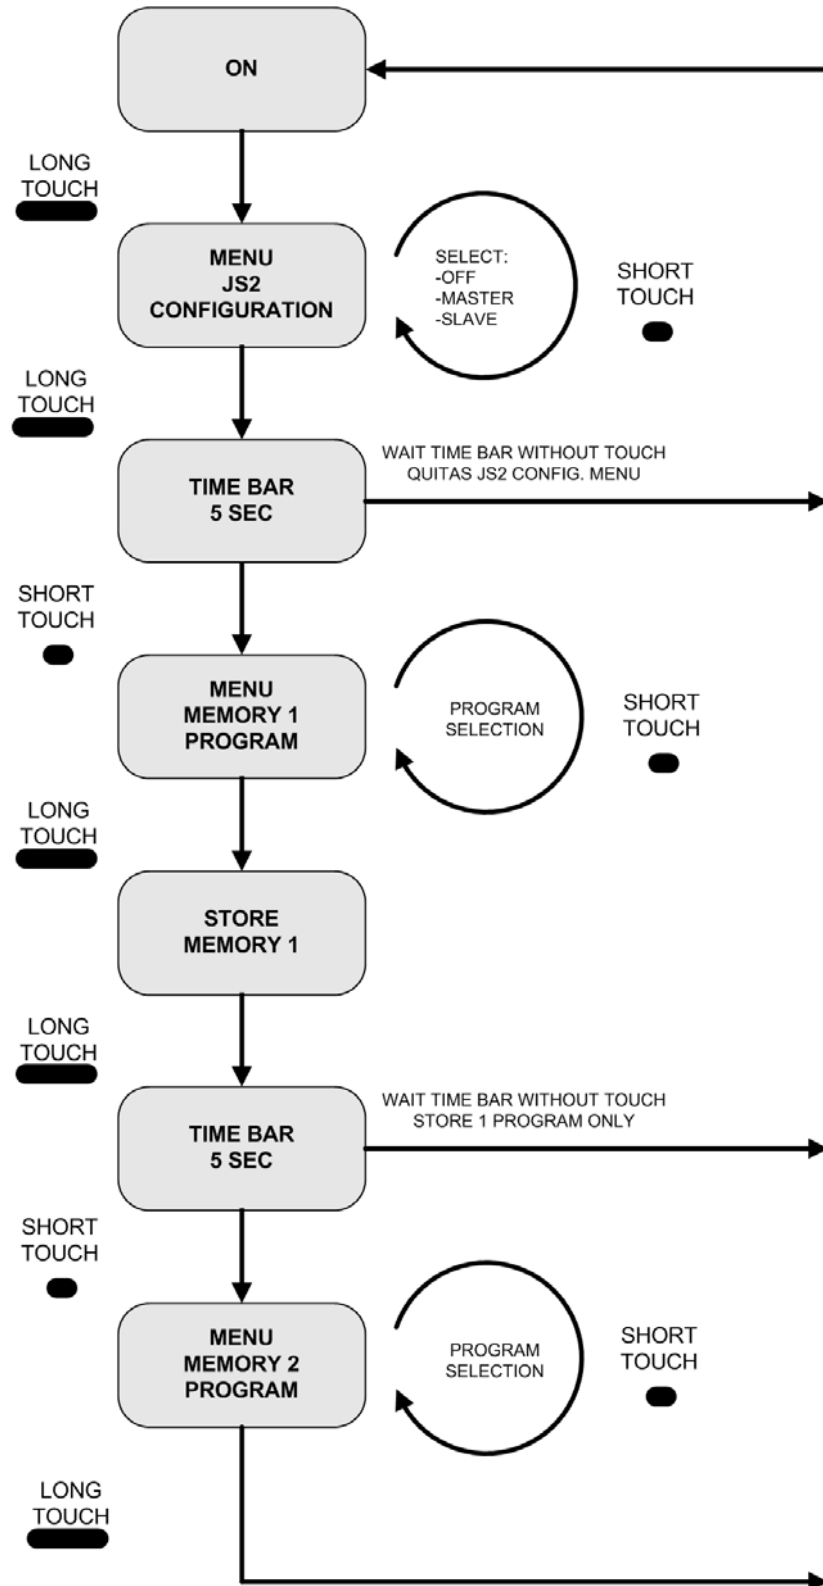 ON
LONG
TOUCH
MENU
JS2
CONFIGURATION
SELECT:
-OFF
-MASTER
-SLAVE
SHORT
TOUCH
LONG
TOUCH
TIME BAR
5 SEC
WAIT TIME BAR WITHOUT TOUCH
QUITAS JS2 CONFIG. MENU
SHORT
TOUCH
MENU
MEMORY 1
PROGRAM
PROGRAM
SELECTION
SHORT
TOUCH
LONG
TOUCH
STORE
MEMORY 1
LONG
TOUCH
TIME BAR
5 SEC
WAIT TIME BAR WITHOUT TOUCH
STORE 1 PROGRAM ONLY
SHORT
TOUCH
MENU
MEMORY 2
PROGRAM
PROGRAM
SELECTION
SHORT
TOUCH
LONG
TOUCH